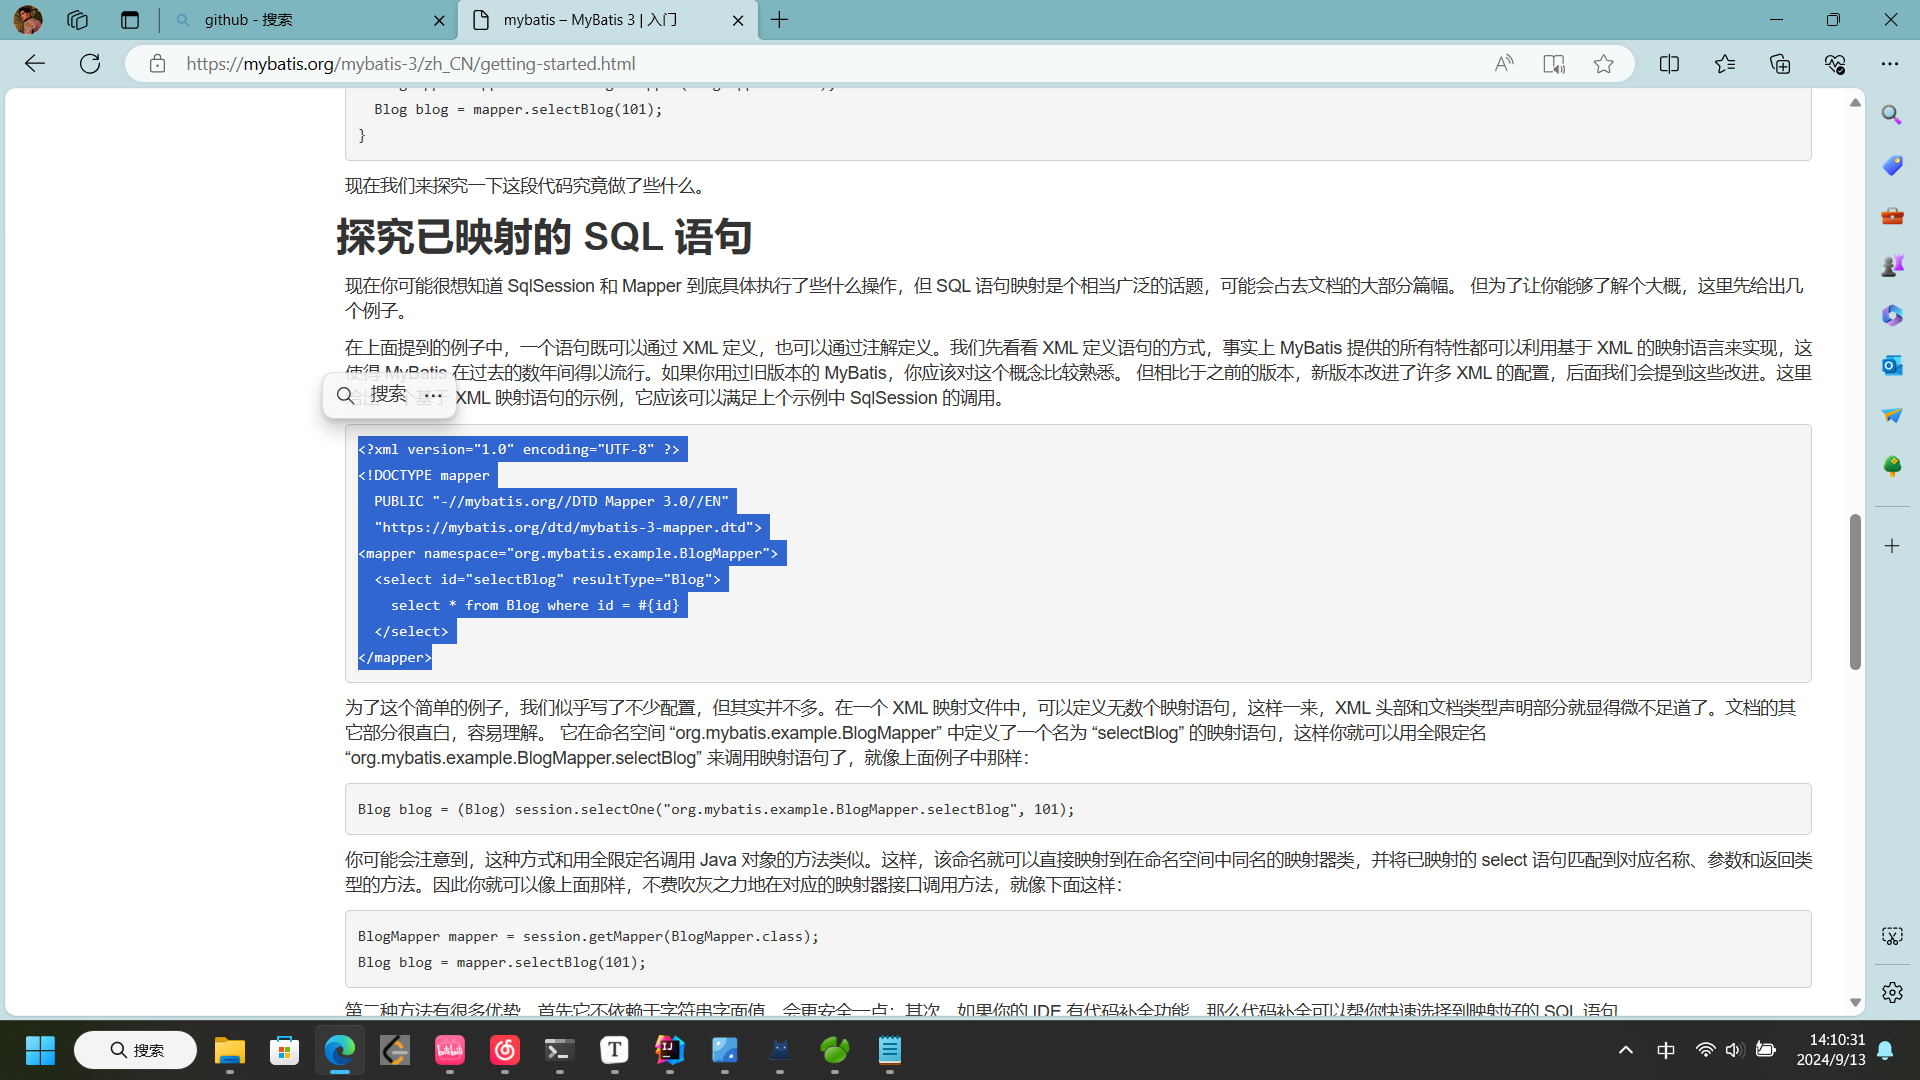 github - 搜索
mybatis – MyBatis 3 | 入门
https://mybatis.org/mybatis-3/zh_CN/getting-started.html
Blog blog = mapper.selectBlog(101);
}
现在我们来探究一下这段代码究竟做了些什么。
探究已映射的 SQL 语句
现在你可能很想知道 SqlSession 和 Mapper 到底具体执行了些什么操作，但 SQL 语句映射是个相当广泛的话题，可能会占去文档的大部分篇幅。 但为了让你能够了解个大概，这里先给出几
个例子。
在上面提到的例子中，一个语句既可以通过 XML 定义，也可以通过注解定义。我们先看看 XML 定义语句的方式，事实上 MyBatis 提供的所有特性都可以利用基于 XML 的映射语言来实现，这
使得 MyBatis 在过去的数年间得以流行。如果你用过旧版本的 MyBatis，你应该对这个概念比较熟悉。 但相比于之前的版本，新版本改进了许多 XML 的配置，后面我们会提到这些改进。这里
搜索
XML 映射语句的示例，它应该可以满足上个示例中 SqlSession 的调用。
<?xml version="1.0" encoding="UTF-8" ?>
<!DOCTYPE mapper
PUBLIC "-//mybatis.org//DTD Mapper 3.0//EN"
"https://mybatis.org/dtd/mybatis-3-mapper.dtd">
<mapper namespace="org.mybatis.example.BlogMapper">
<select id="selectBlog" resultType="Blog">
select * from Blog where id = #{id}
</select>
</mapper>
为了这个简单的例子，我们似乎写了不少配置，但其实并不多。在一个 XML 映射文件中，可以定义无数个映射语句，这样一来，XML 头部和文档类型声明部分就显得微不足道了。文档的其
它部分很直白，容易理解。 它在命名空间 “org.mybatis.example.BlogMapper” 中定义了一个名为 “selectBlog” 的映射语句，这样你就可以用全限定名
“org.mybatis.example.BlogMapper.selectBlog” 来调用映射语句了，就像上面例子中那样：
Blog blog = (Blog) session.selectOne("org.mybatis.example.BlogMapper.selectBlog", 101);
你可能会注意到，这种方式和用全限定名调用 Java 对象的方法类似。这样，该命名就可以直接映射到在命名空间中同名的映射器类，并将已映射的 select 语句匹配到对应名称、参数和返回类
型的方法。因此你就可以像上面那样，不费吹灰之力地在对应的映射器接口调用方法，就像下面这样：
BlogMapper mapper = session.getMapper(BlogMapper.class);
Blog blog = mapper.selectBlog(101);
第二种方法有很多优势，首先它不依赖于字符串字面值，会更安全一点；其次，如果你的 IDE 有代码补全功能，那么代码补全可以帮你快速选择到映射好的 SQL 语句
搜索
中
14:10:31
2024/9/13